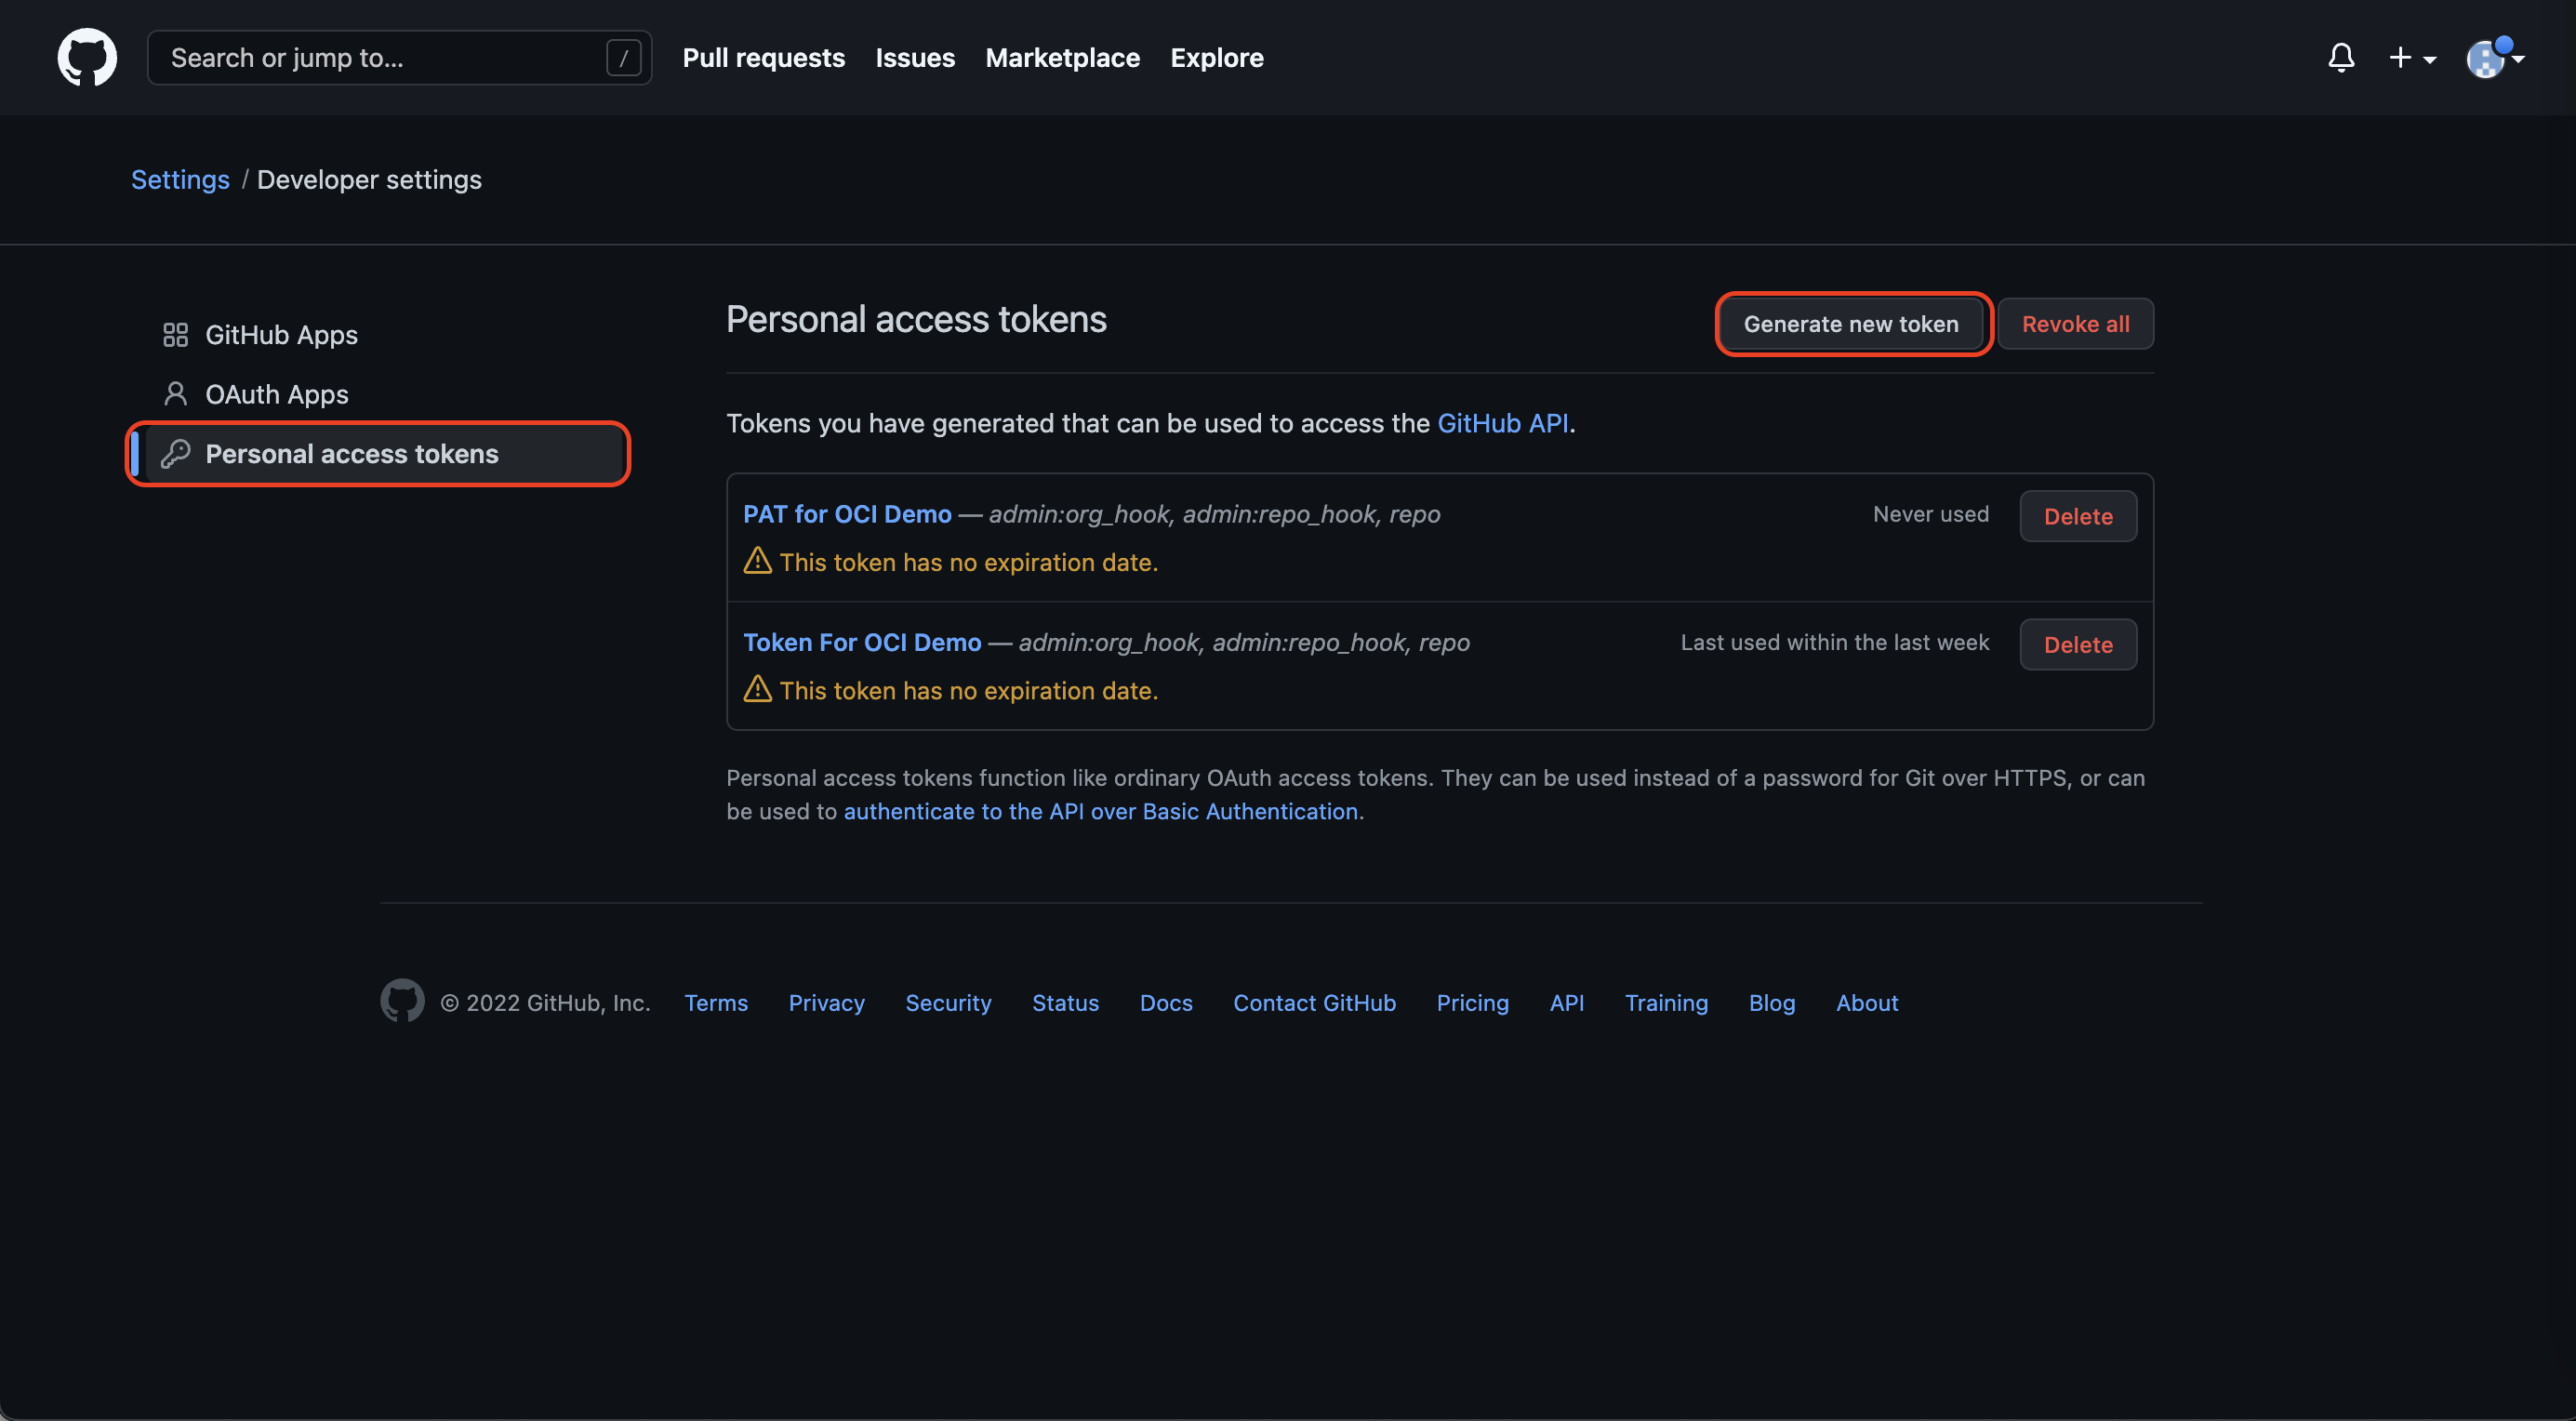 Search or jump to... /
Pull requests Issues Marketplace Explore
Settings / Developer settings
GitHub Apps
OAuth Apps
Personal access tokens
Personal access tokens
Generate new token
Revoke all
Tokens you have generated that can be used to access the GitHub API.
PAT for OCI Demo — admin:org_hook, admin:repo_hook, repo
Never used
Delete
This token has no expiration date.
Token For OCI Demo — admin:org_hook, admin:repo_hook, repo
Last used within the last week
Delete
This token has no expiration date.
Personal access tokens function like ordinary OAuth access tokens. They can be used instead of a password for Git over HTTPS, or can
be used to authenticate to the API over Basic Authentication.
© 2022 GitHub, Inc. Terms Privacy Security Status Docs Contact GitHub Pricing API Training Blog About